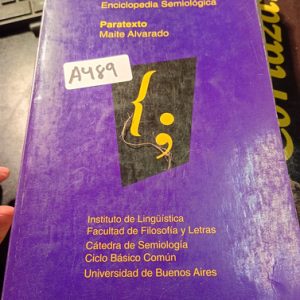 Enciclopedia Semiológica
Paratexto
Maite Alvarado
A489
{;
Instituto de Lingüística
Facultad de Filosofía y Letras
Cátedra de Semiología
Ciclo Básico Común
Universidad de Buenos Aires